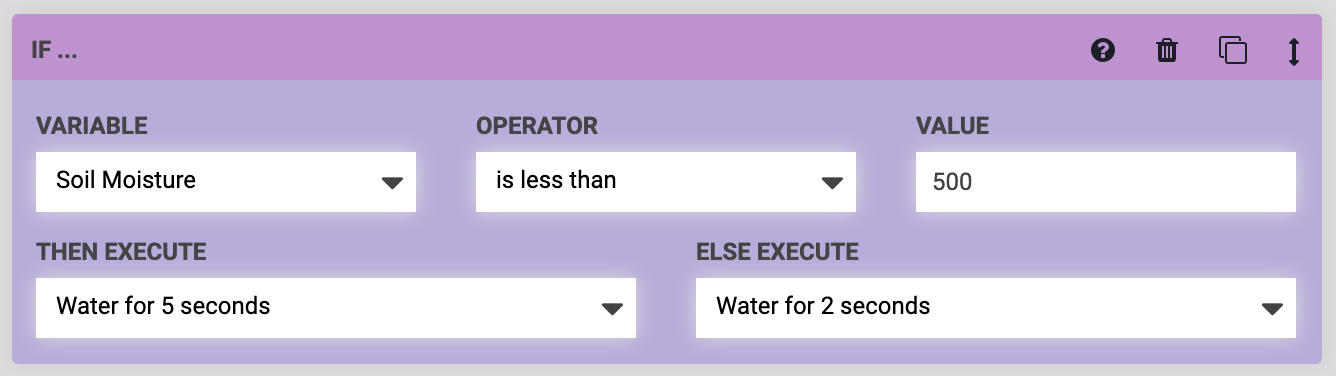 IF ...
VARIABLE OPERATOR VALUE
Soil Moisture is less than 500
THEN EXECUTE ELSE EXECUTE
Water for 5 seconds Water for 2 seconds